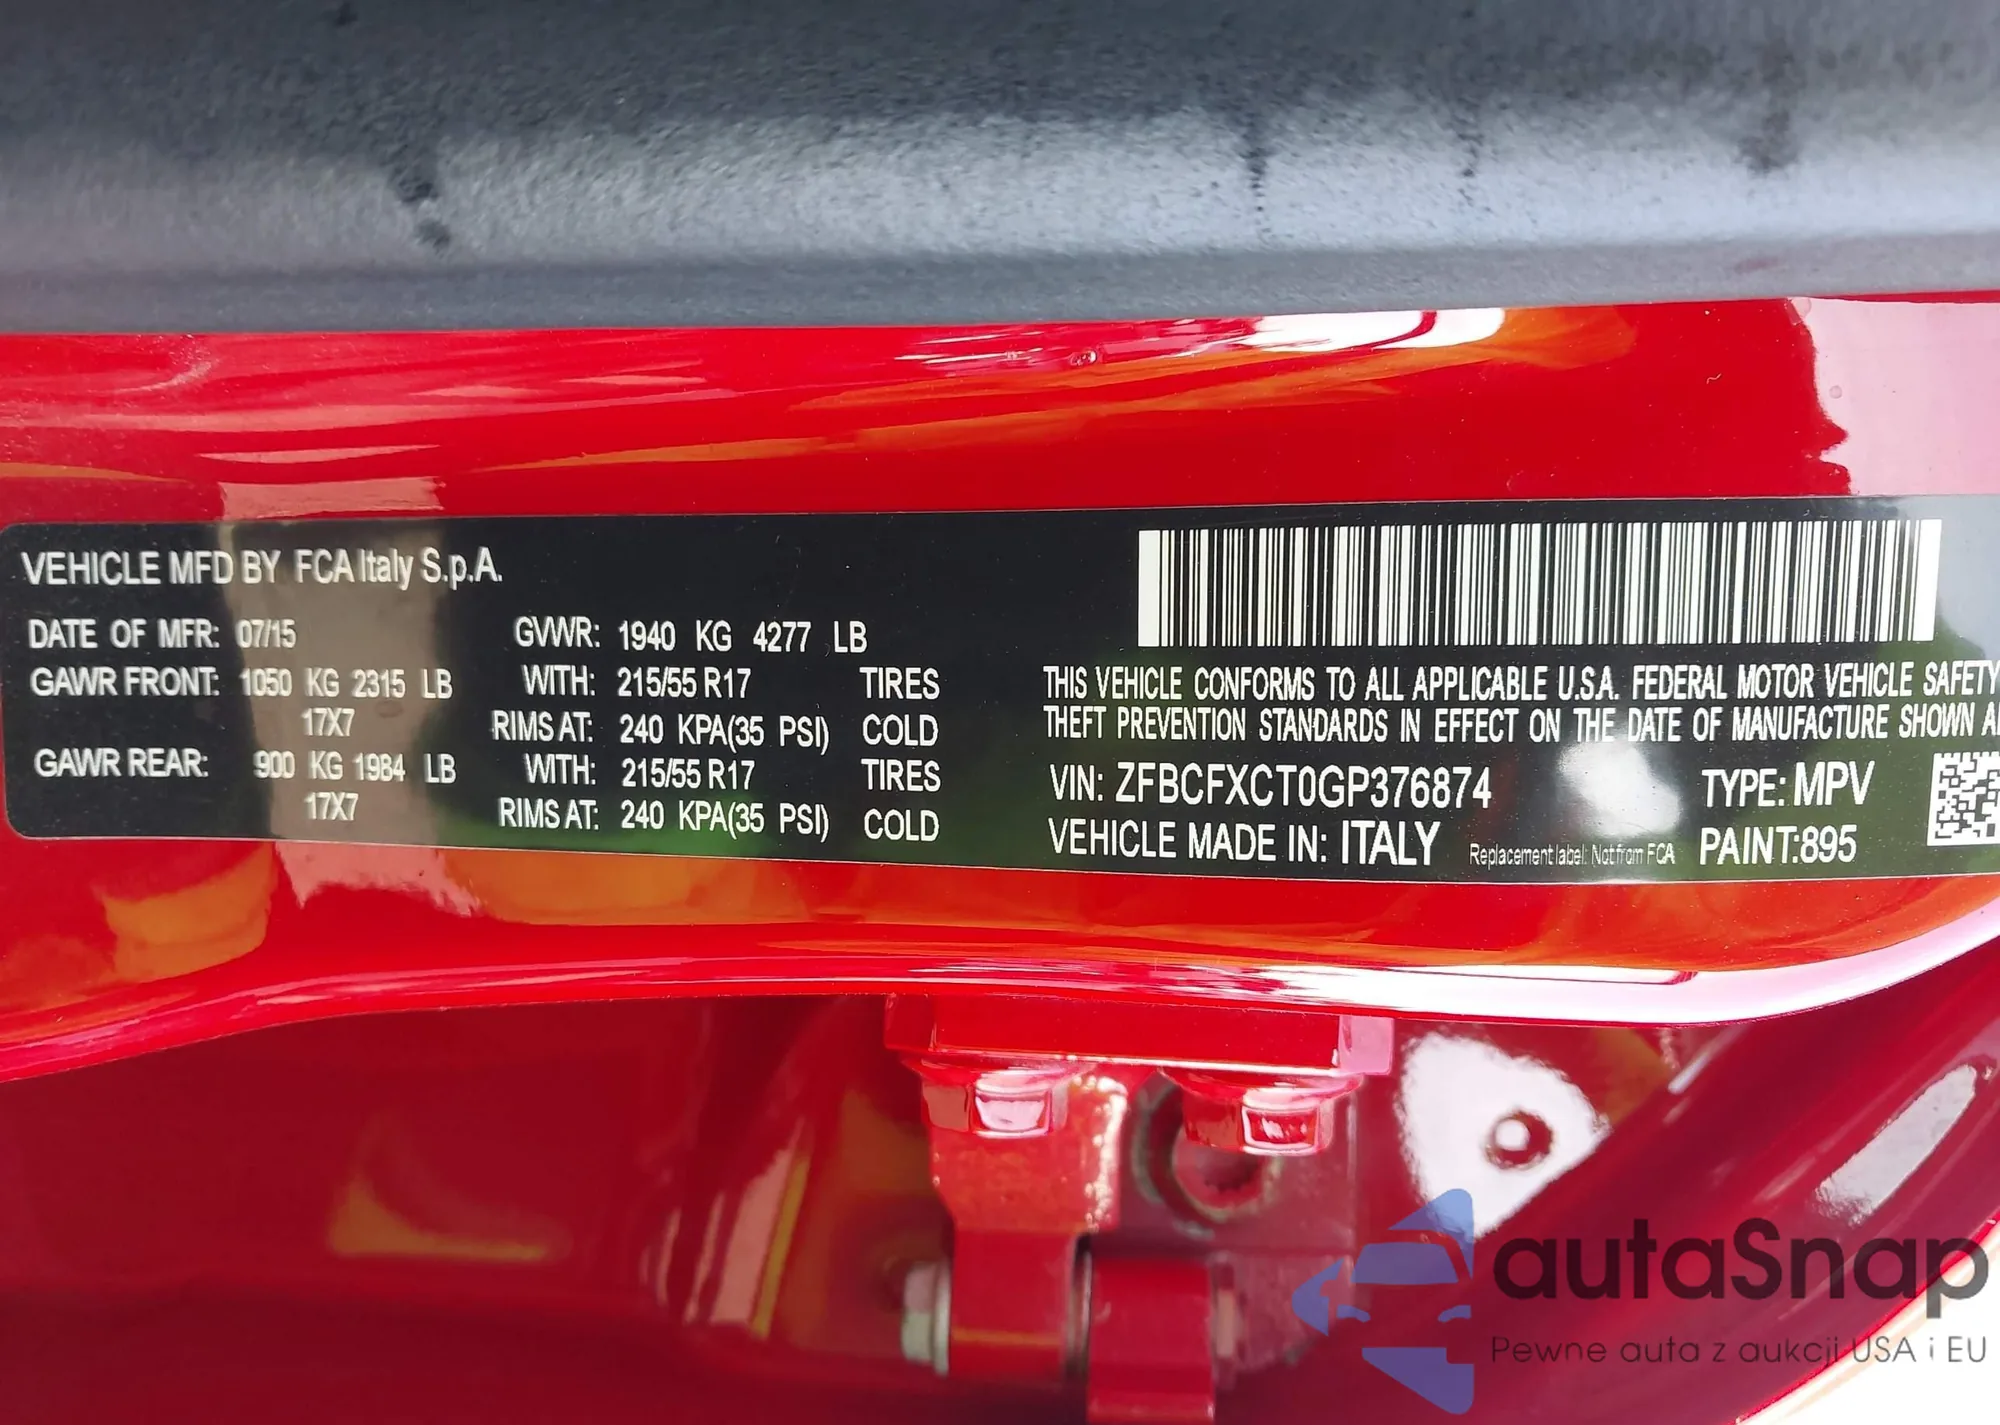 VEHICLE MFD BY FCA Italy S.p.A.
DATE OF MFR: 07/15 GVWR: 1940 KG 4277 LB
GAWR FRONT: 1050 KG 2315 LB WITH: 215/55 R17 TIRES
17X7 RIMS AT: 240 KPA(35 PSI) COLD
GAWR REAR: 900 KG 1984 LB WITH: 215/55 R17 TIRES
17X7 RIMS AT: 240 KPA(35 PSI) COLD
THIS VEHICLE CONFORMS TO ALL APPLICABLE U.S.A. FEDERAL MOTOR VEHICLE SAFETY
THEFT PREVENTION STANDARDS IN EFFECT ON THE DATE OF MANUFACTURE SHOWN
VIN: ZFBCFXCT0GP376874 TYPE: MPV
VEHICLE MADE IN: ITALY Replacement label: Not from FCA PAINT:895
autaSnap
Pewne auta z aukcji USA i EU